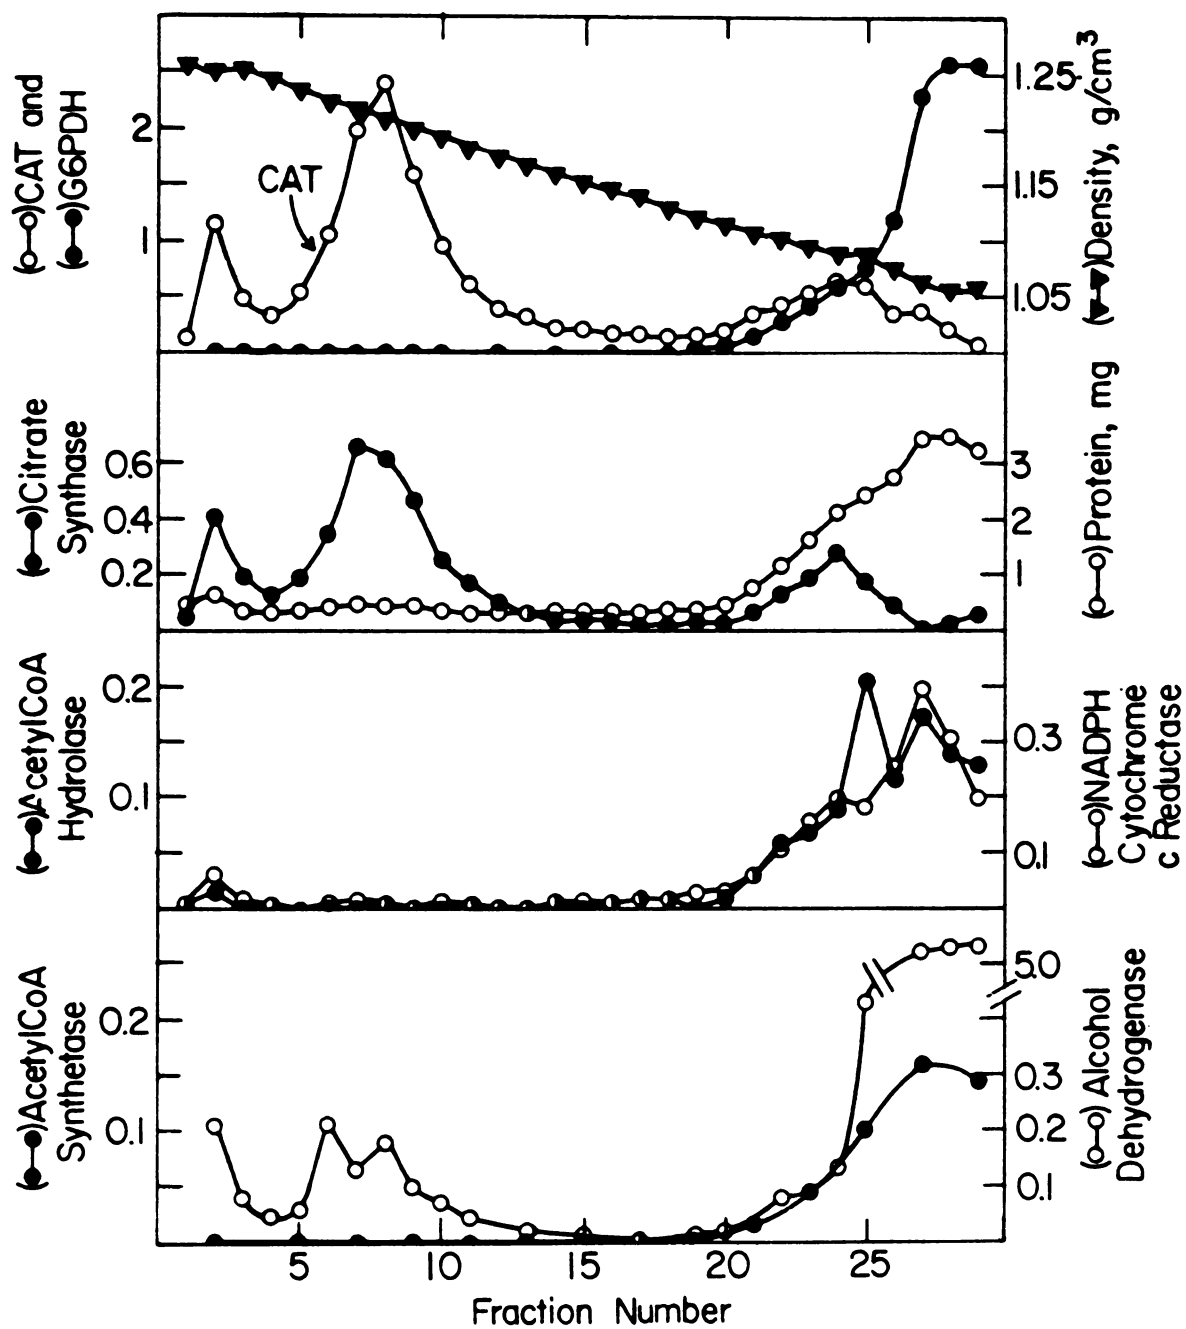 (o—o)CAT and
(●—●)G6PDH
2
1
CAT
1.25
1.15
1.05
(▼—▼)Density, g/cm³
(●—●)Citrate
Synthase
0.6
0.4
0.2
3
2
1
(o—o)Protein, mg
(●—●)AcetylCoA
Hydrolase
0.2
0.1
0.3
0.1
(o—o)NADPH
Cytochrome
c Reductase
(●—●)AcetylCoA
Synthetase
0.2
0.1
5.0
0.3
0.2
0.1
(o—o) Alcohol
Dehydrogenase
5 10 15 20 25
Fraction Number